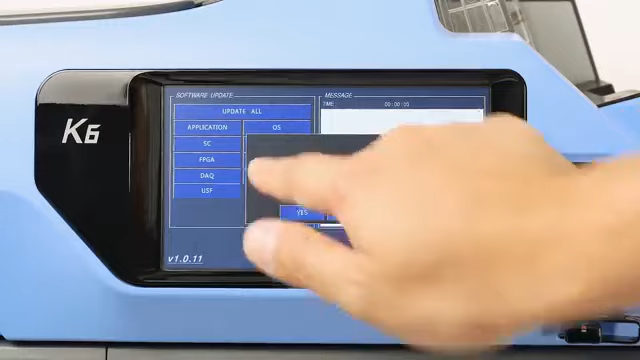 K6
SOFTWARE UPDATE
MESSAGE
UPDATE ALL
TIME 00:00:05
APPLICATION
OS
SC
FPGA
DAQ
USF
YES
v1.0.11